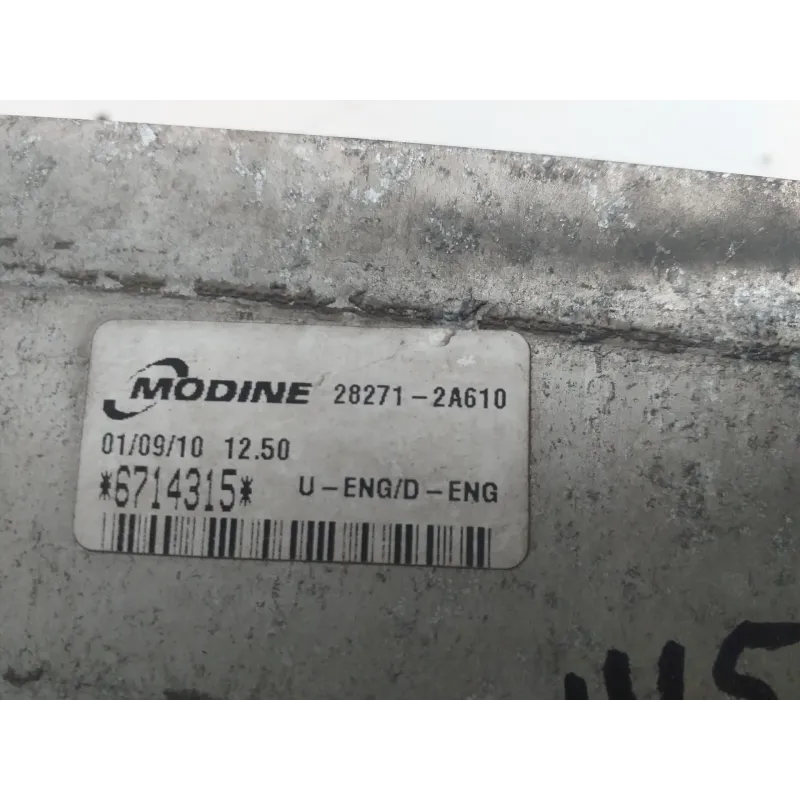 MODINE 28271-2A610
01/09/10 12.50
*6714315* U-ENG/D-ENG